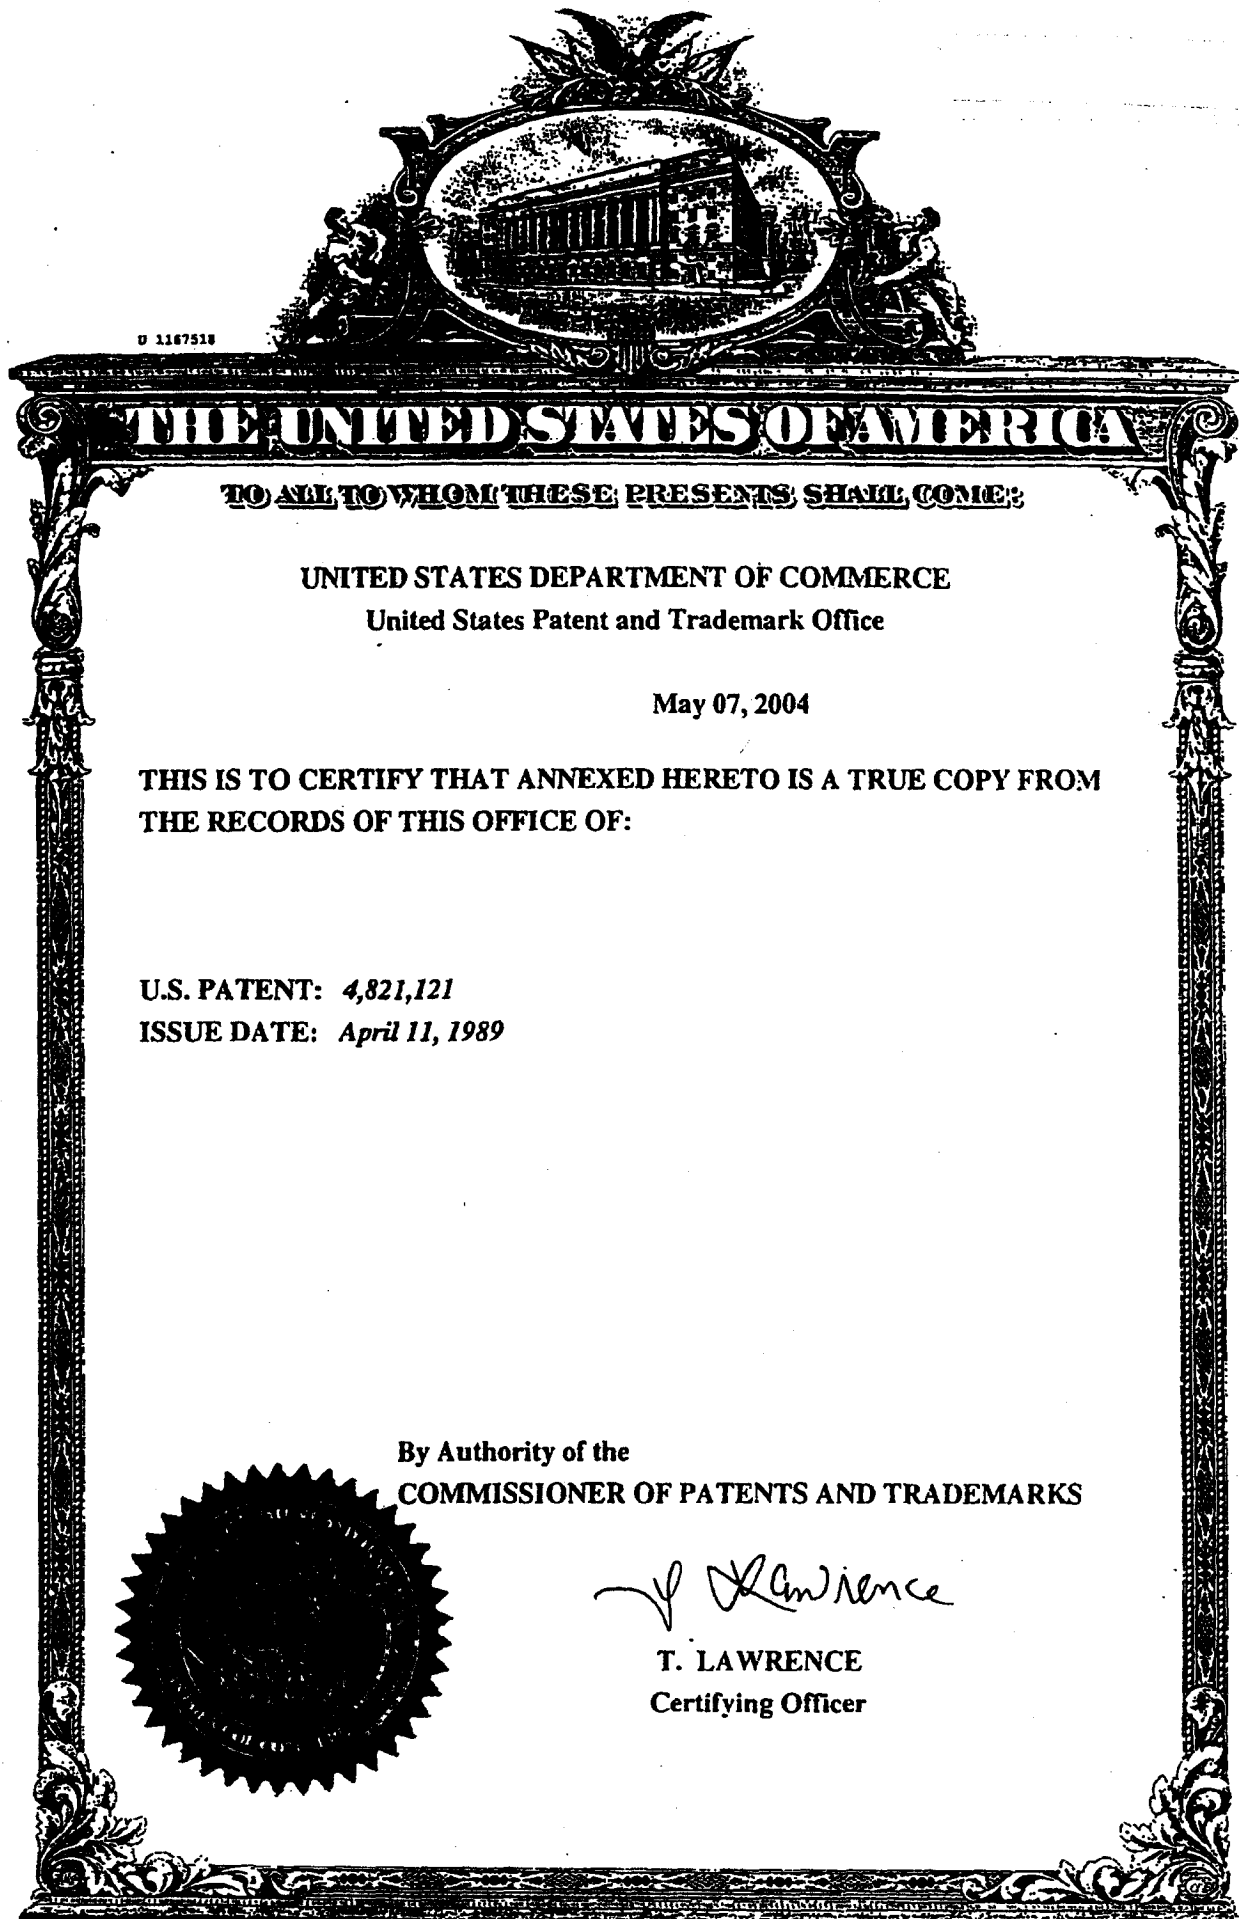 U 1167518
THE UNITED STATES OF AMERICA
TO ALL TO WHOM THESE PRESENTS SHALL COME:
UNITED STATES DEPARTMENT OF COMMERCE
United States Patent and Trademark Office
May 07, 2004
THIS IS TO CERTIFY THAT ANNEXED HERETO IS A TRUE COPY FROM
THE RECORDS OF THIS OFFICE OF:
U.S. PATENT: 4,821,121
ISSUE DATE: April 11, 1989
By Authority of the
COMMISSIONER OF PATENTS AND TRADEMARKS
T Lawrence
T. LAWRENCE
Certifying Officer